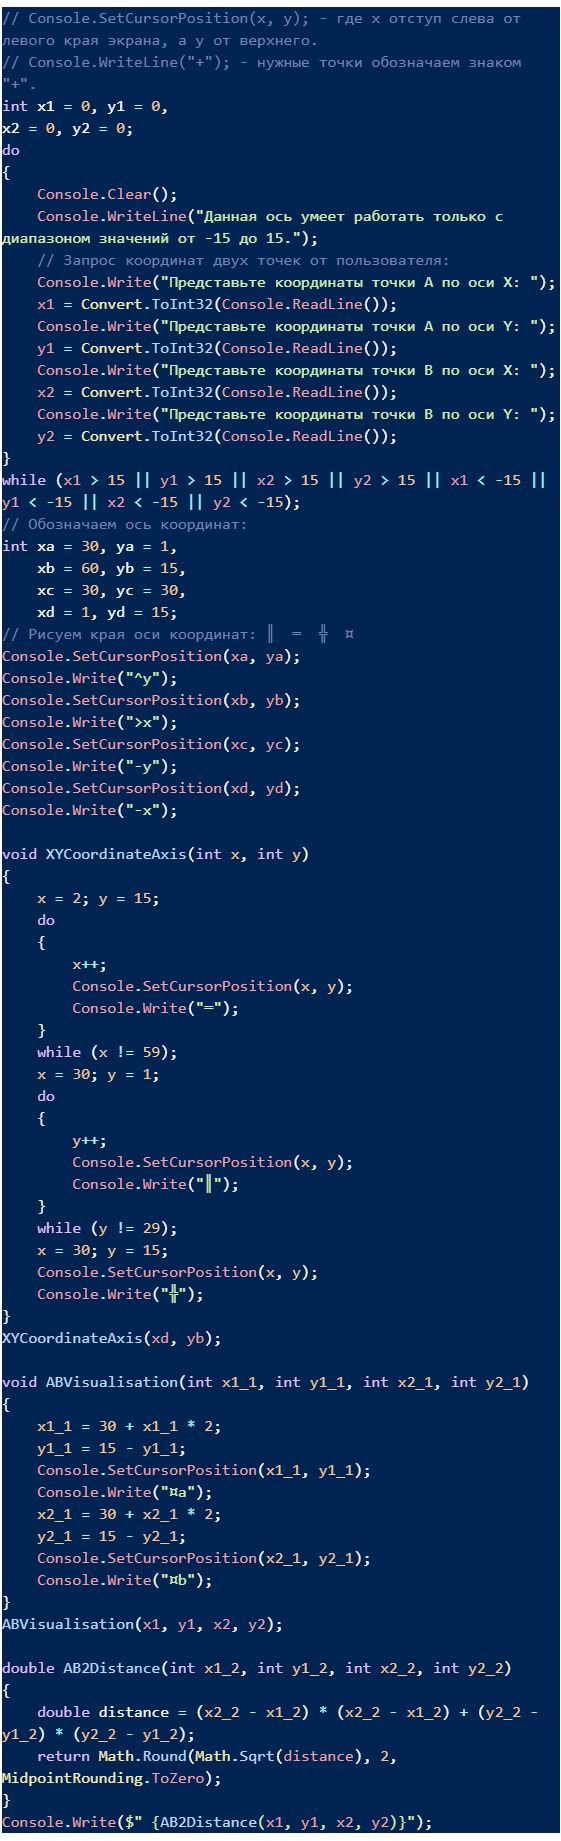 // Console.SetCursorPosition(x, y); - где x отступ слева от
левого края экрана, а y от верхнего.
// Console.WriteLine("+"); - нужные точки обозначаем знаком
"+".
int x1 = 0, y1 = 0,
x2 = 0, y2 = 0;
do
{
    Console.Clear();
    Console.WriteLine("Данная ось умеет работать только с
диапазоном значений от -15 до 15.");
    // Запрос координат двух точек от пользователя:
    Console.Write("Представьте координаты точки A по оси X: ");
    x1 = Convert.ToInt32(Console.ReadLine());
    Console.Write("Представьте координаты точки A по оси Y: ");
    y1 = Convert.ToInt32(Console.ReadLine());
    Console.Write("Представьте координаты точки B по оси X: ");
    x2 = Convert.ToInt32(Console.ReadLine());
    Console.Write("Представьте координаты точки B по оси Y: ");
    y2 = Convert.ToInt32(Console.ReadLine());
}
while (x1 > 15 || y1 > 15 || x2 > 15 || y2 > 15 || x1 < -15 ||
y1 < -15 || x2 < -15 || y2 < -15);
// Обозначаем ось координат:
int xa = 30, ya = 1,
    xb = 60, yb = 15,
    xc = 30, yc = 30,
    xd = 1, yd = 15;
// Рисуем края оси координат: ║  ═  ╬  ¤
Console.SetCursorPosition(xa, ya);
Console.Write("^y");
Console.SetCursorPosition(xb, yb);
Console.Write(">x");
Console.SetCursorPosition(xc, yc);
Console.Write("-y");
Console.SetCursorPosition(xd, yd);
Console.Write("-x");

void XYCoordinateAxis(int x, int y)
{
    x = 2; y = 15;
    do
    {
        x++;
        Console.SetCursorPosition(x, y);
        Console.Write("═");
    }
    while (x != 59);
    x = 30; y = 1;
    do
    {
        y++;
        Console.SetCursorPosition(x, y);
        Console.Write("║");
    }
    while (y != 29);
    x = 30; y = 15;
    Console.SetCursorPosition(x, y);
    Console.Write("╬");
}
XYCoordinateAxis(xd, yb);

void ABVisualisation(int x1_1, int y1_1, int x2_1, int y2_1)
{
    x1_1 = 30 + x1_1 * 2;
    y1_1 = 15 - y1_1;
    Console.SetCursorPosition(x1_1, y1_1);
    Console.Write("¤a");
    x2_1 = 30 + x2_1 * 2;
    y2_1 = 15 - y2_1;
    Console.SetCursorPosition(x2_1, y2_1);
    Console.Write("¤b");
}
ABVisualisation(x1, y1, x2, y2);

double AB2Distance(int x1_2, int y1_2, int x2_2, int y2_2)
{
    double distance = (x2_2 - x1_2) * (x2_2 - x1_2) + (y2_2 -
y1_2) * (y2_2 - y1_2);
    return Math.Round(Math.Sqrt(distance), 2,
MidpointRounding.ToZero);
}
Console.Write($" {AB2Distance(x1, y1, x2, y2)}");